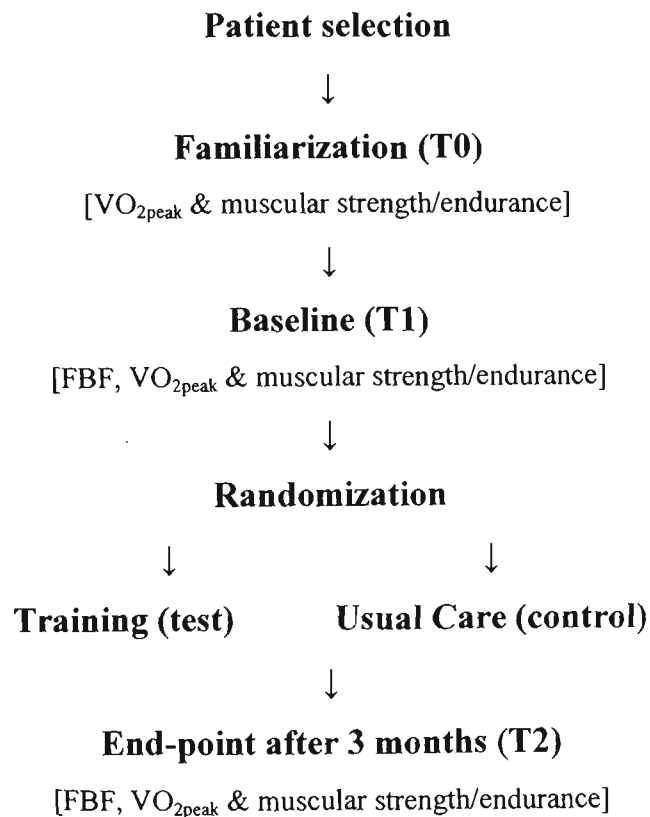 Patient selection
↓
Familiarization (T0)
[VO2peak & muscular strength/endurance]
↓
Baseline (T1)
[FBF, VO2peak & muscular strength/endurance]
↓
Randomization
↓ ↓
Training (test) Usual Care (control)
↓
End-point after 3 months (T2)
[FBF, VO2peak & muscular strength/endurance]